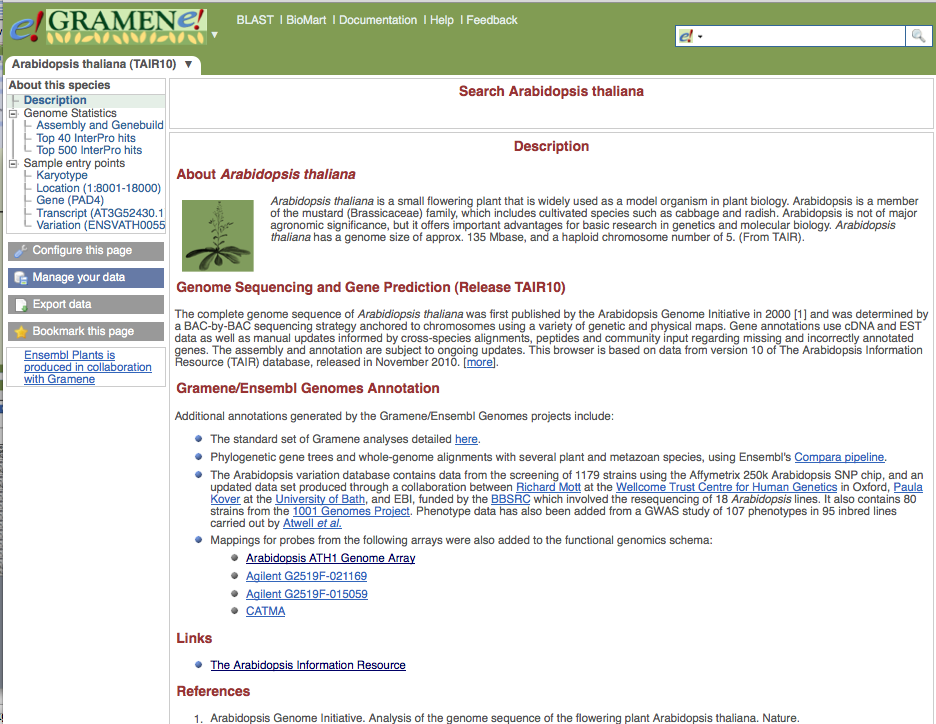 e! GRAMENE e!
BLAST | BioMart | Documentation | Help | Feedback
e!
Arabidopsis thaliana (TAIR10) ▼
About this species
Description
Genome Statistics
Assembly and Genebuild
Top 40 InterPro hits
Top 500 InterPro hits
Sample entry points
Karyotype
Location (1:8001-18000)
Gene (PAD4)
Transcript (AT3G52430.1
Variation (ENSVATH0055
Configure this page
Manage your data
Export data
Bookmark this page
Ensembl Plants is
produced in collaboration
with Gramene
Search Arabidopsis thaliana
Description
About Arabidopsis thaliana
Arabidopsis thaliana is a small flowering plant that is widely used as a model organism in plant biology. Arabidopsis is a member
of the mustard (Brassicaceae) family, which includes cultivated species such as cabbage and radish. Arabidopsis is not of major
agronomic significance, but it offers important advantages for basic research in genetics and molecular biology. Arabidopsis
thaliana has a genome size of approx. 135 Mbase, and a haploid chromosome number of 5. (From TAIR).
Genome Sequencing and Gene Prediction (Release TAIR10)
The complete genome sequence of Arabidiopsis thaliana was first published by the Arabidopsis Genome Initiative in 2000 [1] and was determined by
a BAC-by-BAC sequencing strategy anchored to chromosomes using a variety of genetic and physical maps. Gene annotations use cDNA and EST
data as well as manual updates informed by cross-species alignments, peptides and community input regarding missing and incorrectly annotated
genes. The assembly and annotation are subject to ongoing updates. This browser is based on data from version 10 of The Arabidopsis Information
Resource (TAIR) database, released in November 2010. [more].
Gramene/Ensembl Genomes Annotation
Additional annotations generated by the Gramene/Ensembl Genomes projects include:
The standard set of Gramene analyses detailed here.
Phylogenetic gene trees and whole-genome alignments with several plant and metazoan species, using Ensembl's Compara pipeline.
The Arabidopsis variation database contains data from the screening of 1179 strains using the Affymetrix 250k Arabidopsis SNP chip, and an
updated data set produced through a collaboration between Richard Mott at the Wellcome Trust Centre for Human Genetics in Oxford, Paula
Kover at the University of Bath, and EBI, funded by the BBSRC which involved the resequencing of 18 Arabidopsis lines. It also contains 80
strains from the 1001 Genomes Project. Phenotype data has also been added from a GWAS study of 107 phenotypes in 95 inbred lines
carried out by Atwell et al.
Mappings for probes from the following arrays were also added to the functional genomics schema:
Arabidopsis ATH1 Genome Array
Agilent G2519F-021169
Agilent G2519F-015059
CATMA
Links
The Arabidopsis Information Resource
References
1. Arabidopsis Genome Initiative. Analysis of the genome sequence of the flowering plant Arabidopsis thaliana. Nature.